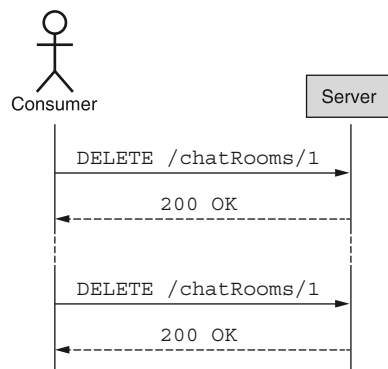 Consumer
Server
DELETE /chatRooms/1
200 OK
DELETE /chatRooms/1
200 OK